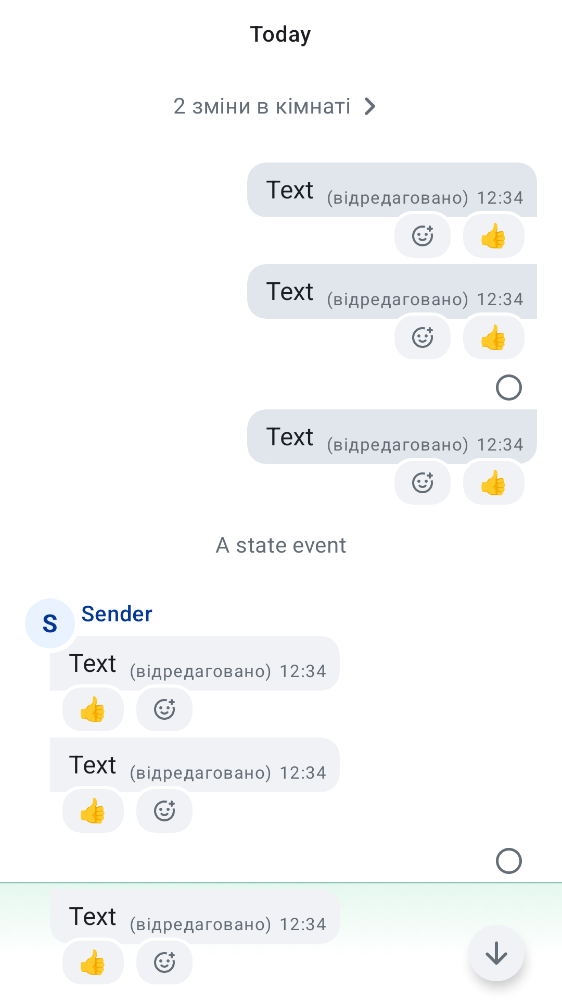 Today
2 зміни в кімнаті
Text (відредаговано) 12:34
👍
Text (відредаговано) 12:34
👍
Text (відредаговано) 12:34
👍
A state event
S Sender
Text (відредаговано) 12:34
👍
Text (відредаговано) 12:34
👍
Text (відредаговано) 12:34
👍